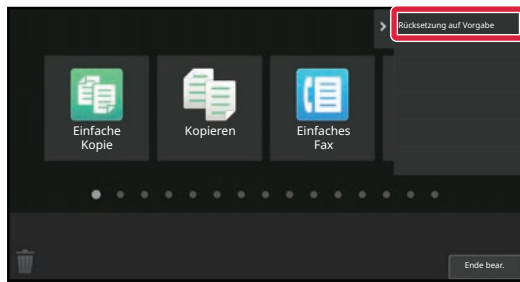 Rücksetzung auf Vorgabe
Einfache
Kopie
Kopieren
Einfaches
Fax
Ende bear.